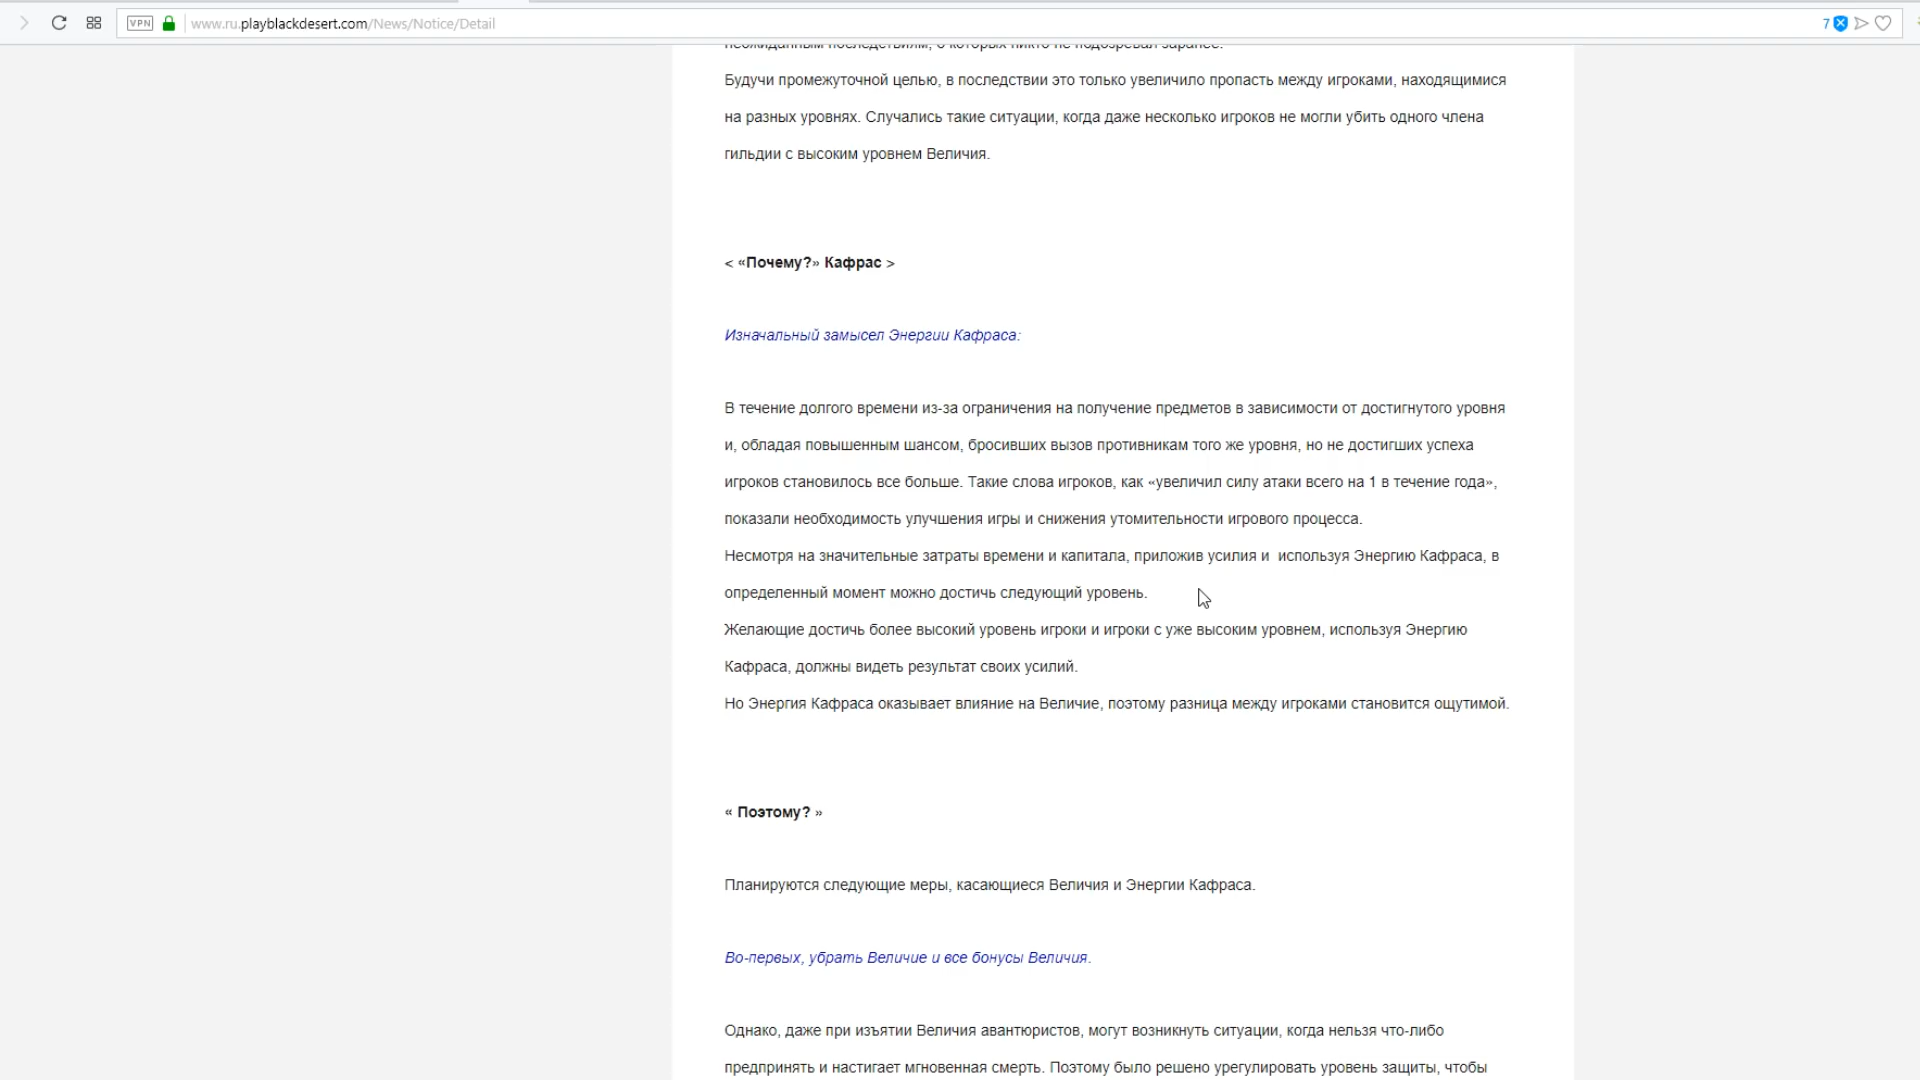 VPN www.ru.playblackdesert.com/News/Notice/Detail 7
неожиданным последствиям, о которых никто не подозревал заранее.
Будучи промежуточной целью, в последствии это только увеличило пропасть между игроками, находящимися
на разных уровнях. Случались такие ситуации, когда даже несколько игроков не могли убить одного члена
гильдии с высоким уровнем Величия.
< «Почему?» Кафрас >
Изначальный замысел Энергии Кафраса:
В течение долгого времени из-за ограничения на получение предметов в зависимости от достигнутого уровня
и, обладая повышенным шансом, бросивших вызов противникам того же уровня, но не достигших успеха
игроков становилось все больше. Такие слова игроков, как «увеличил силу атаки всего на 1 в течение года»,
показали необходимость улучшения игры и снижения утомительности игрового процесса.
Несмотря на значительные затраты времени и капитала, приложив усилия и  используя Энергию Кафраса, в
определенный момент можно достичь следующий уровень.
Желающие достичь более высокий уровень игроки и игроки с уже высоким уровнем, используя Энергию
Кафраса, должны видеть результат своих усилий.
Но Энергия Кафраса оказывает влияние на Величие, поэтому разница между игроками становится ощутимой.
« Поэтому? »
Планируются следующие меры, касающиеся Величия и Энергии Кафраса.
Во-первых, убрать Величие и все бонусы Величия.
Однако, даже при изъятии Величия авантюристов, могут возникнуть ситуации, когда нельзя что-либо
предпринять и настигает мгновенная смерть. Поэтому было решено урегулировать уровень защиты, чтобы